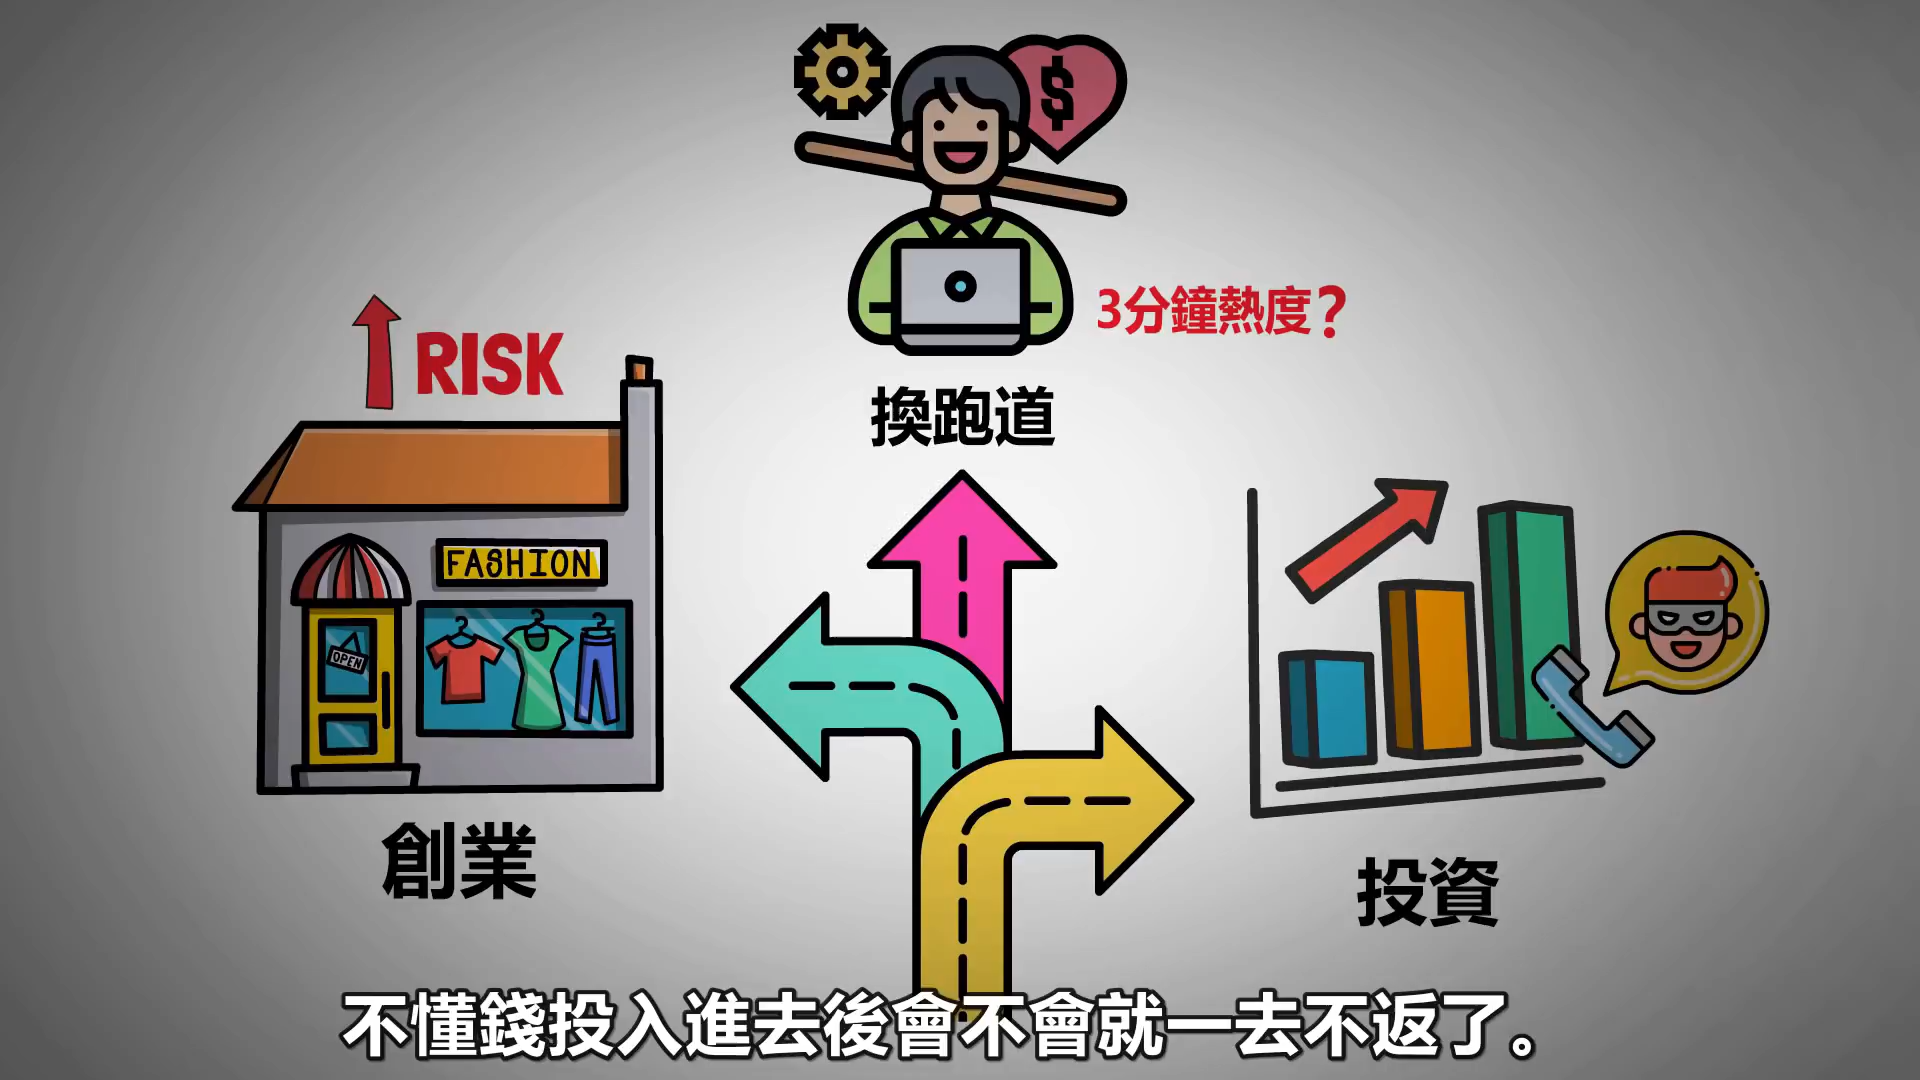 $
3分鐘熱度?
換跑道
RISK
FASHION
OPEN
創業
投資
不懂錢投入進去後會不會就一去不返了。